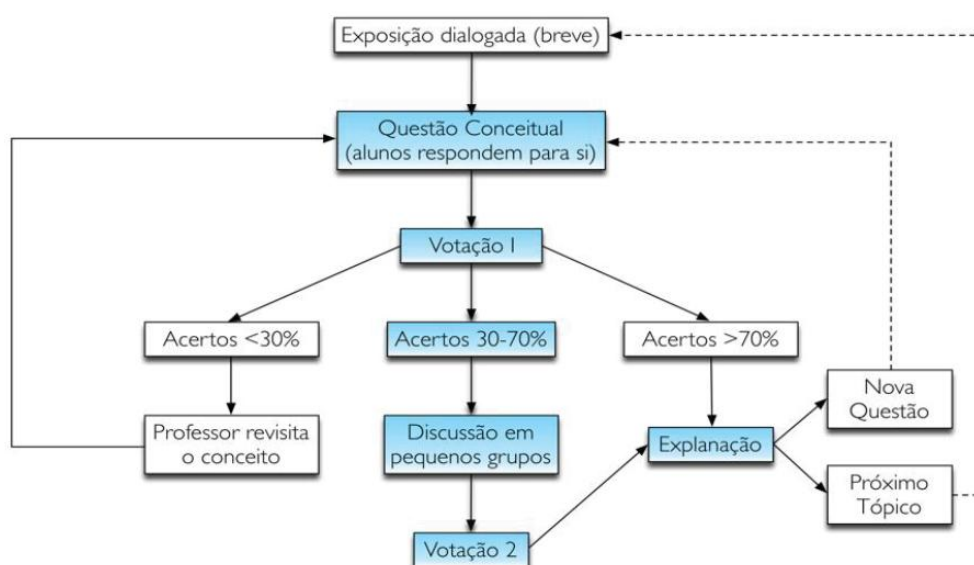 Exposição dialogada (breve)
Questão Conceitual
(alunos respondem para si)
Votação I
Acertos <30%
Acertos 30-70%
Acertos >70%
Nova
Questão
Professor revisita
o conceito
Discussão em
pequenos grupos
Explanação
Próximo
Tópico
Votação 2